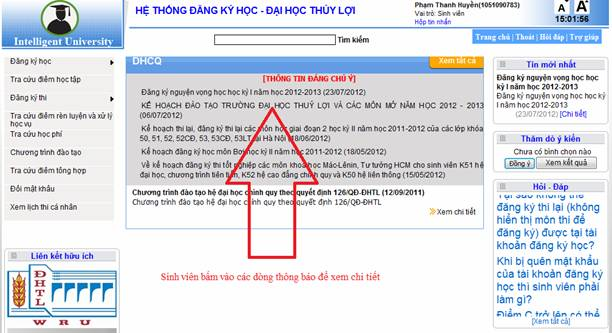 Intelligent University
HỆ THỐNG ĐĂNG KÝ HỌC - ĐẠI HỌC THỦY LỢI
Phạm Thanh Huyền(1051090783)
Vai trò: Sinh viên
Hộp tin nhắn
A A
15:01:56
Tìm kiếm
Trang chủ | Thoát | Hỏi đáp | Trợ giúp
Đăng ký học
Tra cứu điểm học tập
Đăng ký thi
Tra cứu điểm rèn luyện và xử lý học vụ
Tra cứu học phí
Chương trình đào tạo
Tra cứu điểm tổng hợp
Đổi mật khẩu
Xem lịch thi cá nhân
Liên kết hữu ích
ĐHTL
WRU
ĐHCQ
Xem tất cả
[THÔNG TIN ĐÁNG CHÚ Ý]
Đăng ký nguyện vọng học học kỳ I năm học 2012-2013 (23/07/2012)
KẾ HOẠCH ĐÀO TẠO TRƯỜNG ĐẠI HỌC THUỶ LỢI VÀ CÁC MÔN MỞ NĂM HỌC 2012 - 2013
(06/07/2012)
Kế hoạch thi lại, đăng ký thi lại các môn học giai đoạn 2 học kỳ II năm học 2011-2012 của các lớp khóa
50, 51, 52, 52CĐ, 53, 53CĐ, 53LT tại Hà Nội (18/06/2012)
Kế hoạch đăng ký học môn Bơi học kỳ II năm học 2011-2012 (18/05/2012)
Về kế hoạch đăng ký thi tốt nghiệp các môn khoa học Mác-Lênin, Tư tưởng HCM cho sinh viên K51 hệ
đại học, chương trình tiên tiến, K52 hệ cao đẳng chính quy và K50 hệ liên thông (15/05/2012)
Chương trình đào tạo hệ đại học chính quy theo quyết định 126/QĐ-ĐHTL (12/09/2011)
Chương trình đào tạo hệ đại học chính quy theo quyết định 126/QĐ-ĐHTL
Xem chi tiết
Sinh viên bấm vào các dòng thông báo để xem chi tiết
Tin mới nhất
Đăng ký nguyện vọng học học kỳ I năm học 2012-2013
Đăng ký nguyện vọng học học kỳ I năm học 2012-2013
(23/07/2012) [Chi tiết]
Thăm dò ý kiến
Chưa có bình chọn nào
Đồng ý Xem kết quả
Hỏi - Đáp
đăng ký thi lại (không
hiển thị môn thi để
đăng ký) được tại tài
khoản đăng ký học?
Khi bị quên mật khẩu
của tài khoản đăng ký
học thì sinh viên phải
làm gì?
Điểm C trở lên có thể
[Xem tất cả]